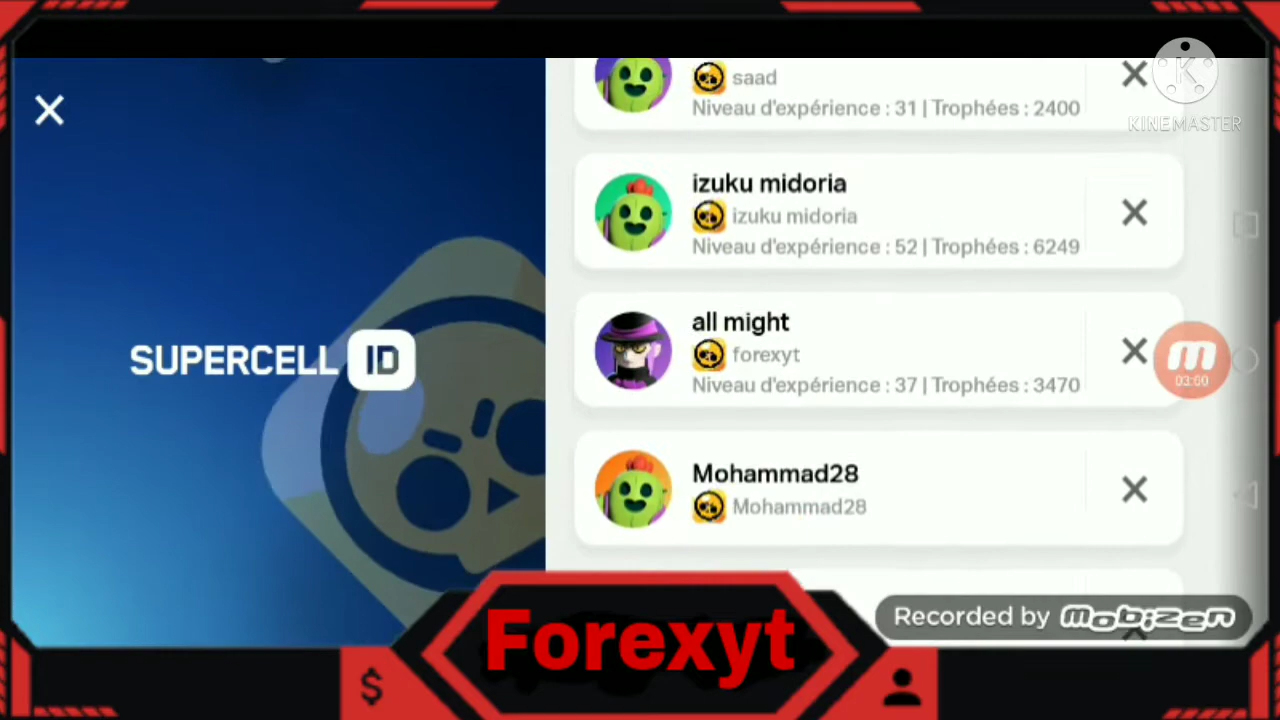 saad
Niveau d'expérience : 31 | Trophées : 2400
KINEMASTER
izuku midoria
izuku midoria
Niveau d'expérience : 52 | Trophées : 6249
SUPERCELL ID
all might
forexyt
Niveau d'expérience : 37 | Trophées : 3470
03:00
Mohammad28
Mohammad28
Recorded by mobizen
Forexyt